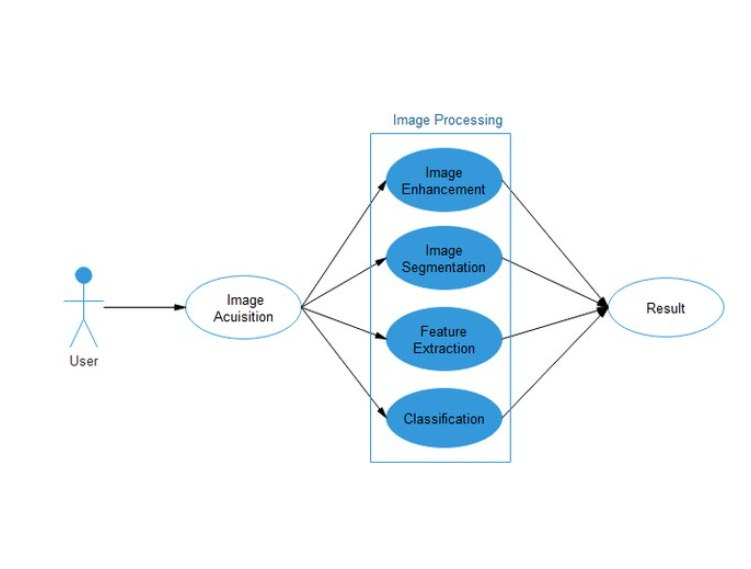 Image Processing
Image
Enhancement
Image
Segmentation
Image
Acuisition
Result
Feature
Extraction
User
Classification